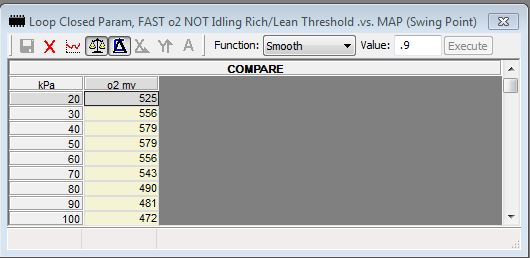 Loop Closed Param, FAST o2 NOT Idling Rich/Lean Threshold .vs. MAP (Swing Point)
Function: Smooth Value: .9 Execute
COMPARE
kPa o2 mv
20 525
30 556
40 579
50 579
60 556
70 543
80 490
90 481
100 472